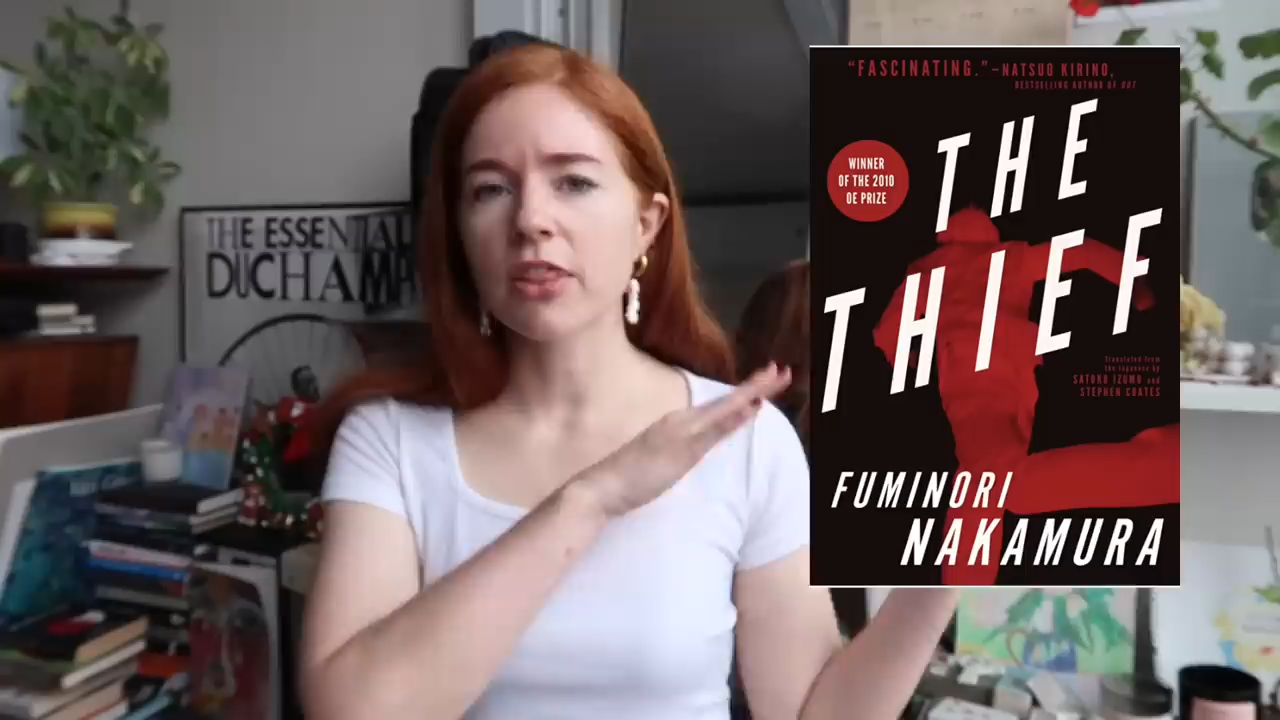 THE ESSENTIAL
DUCHAMP
"FASCINATING."–NATSUO KIRINO,
BESTSELLING AUTHOR OF OUT
WINNER
OF THE 2010
OE PRIZE
THE
THIEF
Translated from
the Japanese by
SATOKO IZUMO and
STEPHEN COATES
FUMINORI
NAKAMURA